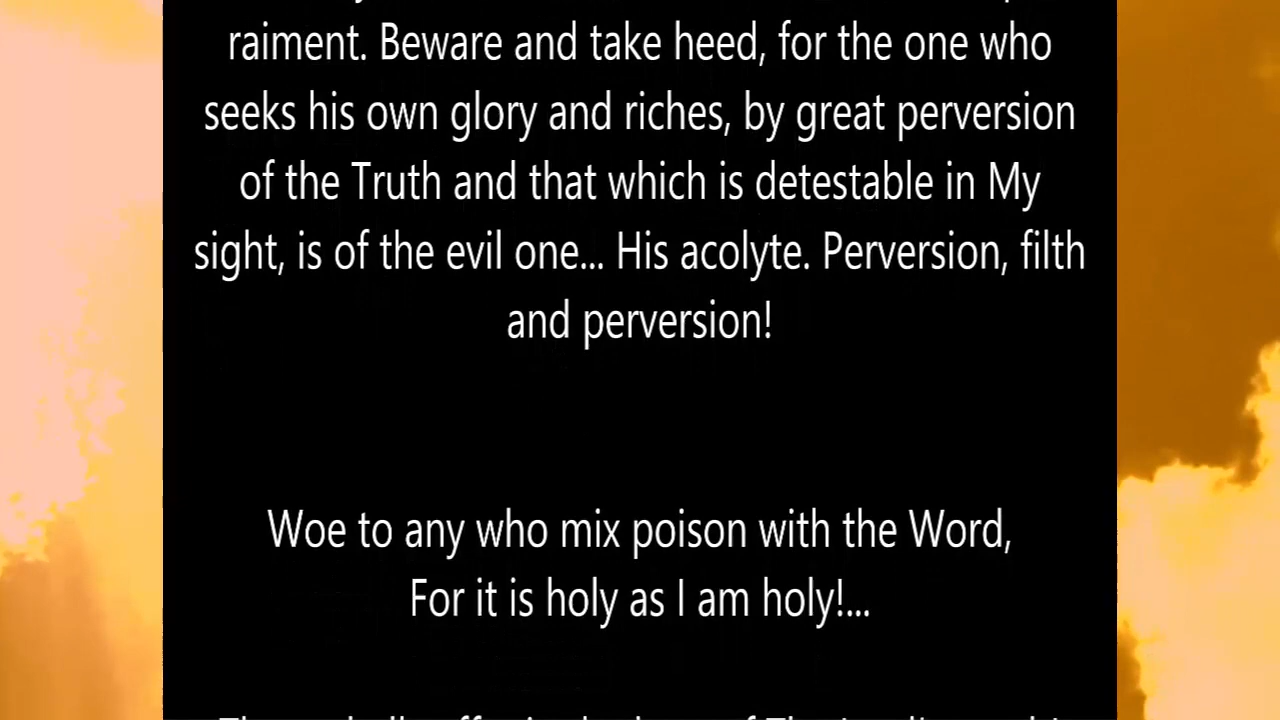 raiment. Beware and take heed, for the one who
seeks his own glory and riches, by great perversion
of the Truth and that which is detestable in My
sight, is of the evil one... His acolyte. Perversion, filth
and perversion!
Woe to any who mix poison with the Word,
For it is holy as I am holy!...